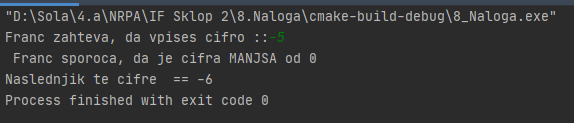 "D:\Sola\4.a\NRPA\IF Sklop 2\8.Naloga\cmake-build-debug\8_Naloga.exe"
Franc zahteva, da vpises cifro ::-5
Franc sporoca, da je cifra MANJSA od 0
Naslednjik te cifre  == -6
Process finished with exit code 0